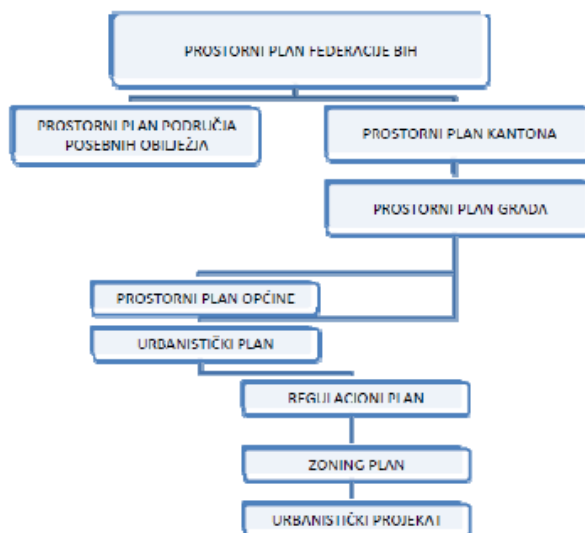 PROSTORNI PLAN FEDERACIJE BIH
PROSTORNI PLAN PODRUČJA
POSEBNIH OBILJEŽJA
PROSTORNI PLAN KANTONA
PROSTORNI PLAN GRADA
PROSTORNI PLAN OPĆINE
URBANISTIČKI PLAN
REGULACIONI PLAN
ZONING PLAN
URBANISTIČKI PROJEKAT